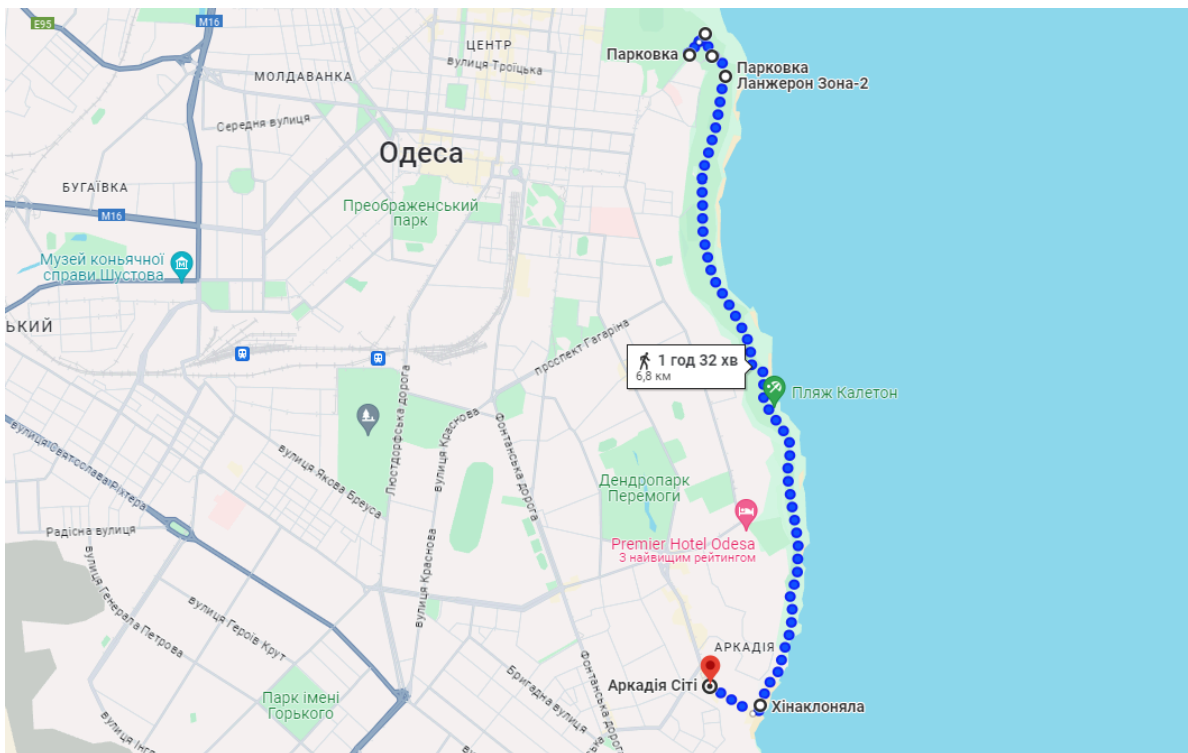 E95
M16
ЦЕНТР
вулиця Троїцька
Парковка
Парковка
Ланжерон Зона-2
МОЛДАВАНКА
Середня вулиця
Одеса
БУГАЇВКА
M16
Преображенський
парк
Музей коньячної
справи Шустова
ЬКИЙ
проспект Гагаріна
1 год 32 хв
6,8 км
Пляж Калетон
Люстдорфська дорога
вулиця Краснова
Фонтанська дорога
вулиця Святослава Ріхтера
вулиця Якова Бреуса
Дендропарк
Перемоги
Радісна вулиця
Premier Hotel Odesa
З найвищим рейтингом
вулиця Генерала Петрова
вулиця Краснова
вулиця Героїв Крут
АРКАДІЯ
Аркадія Сіті
Хінаклоняла
Фонтанська дорога
Бригадна вулиця
Парк імені
Горького
вулиця Інг